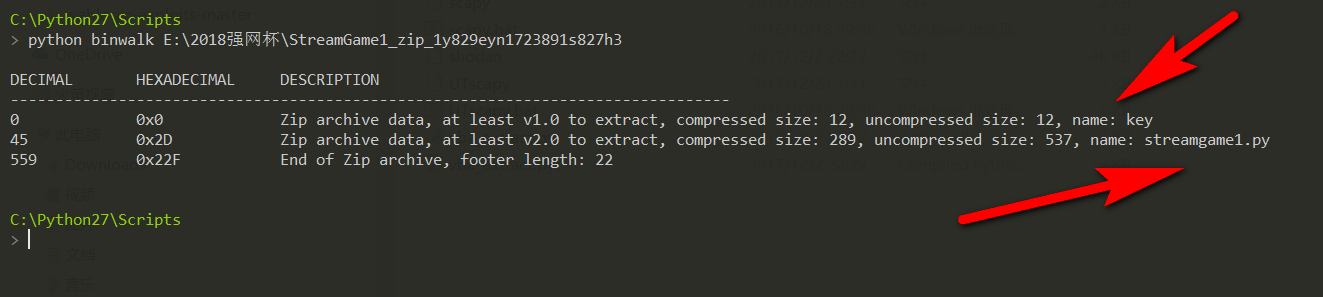 C:\Python27\Scripts
> python binwalk E:\2018强网杯\StreamGame1_zip_1y829eyn1723891s827h3
DECIMAL HEXADECIMAL DESCRIPTION
--------------------------------------------------------------------------------
0 0x0 Zip archive data, at least v1.0 to extract, compressed size: 12, uncompressed size: 12, name: key
45 0x2D Zip archive data, at least v2.0 to extract, compressed size: 289, uncompressed size: 537, name: streamgame1.py
559 0x22F End of Zip archive, footer length: 22
C:\Python27\Scripts
>